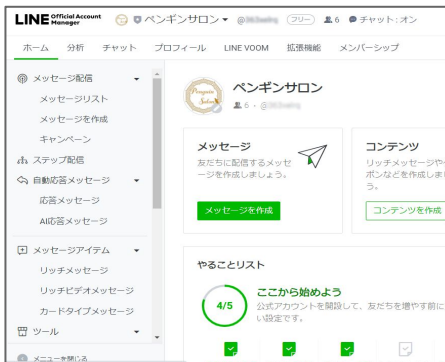 LINE Official Account Manager
ペンギンサロン
フリー
6
チャット:オン
ホーム 分析 チャット プロフィール LINE VOOM 拡張機能 メンバーシップ
メッセージ配信
メッセージリスト
メッセージを作成
キャンペーン
ステップ配信
自動応答メッセージ
応答メッセージ
AI応答メッセージ
メッセージアイテム
リッチメッセージ
リッチビデオメッセージ
カードタイプメッセージ
ツール
メニューを閉じる
Penguin Salon
ペンギンサロン
6
メッセージ
友だちに配信するメッセ
ージを作成しましょう。
メッセージを作成
コンテンツ
リッチメッセージや
ポンなどを作成しまし
う。
コンテンツを作成
やることリスト
4/5
ここから始めよう
公式アカウントを開設して、友だちを増やす前に
い設定です。